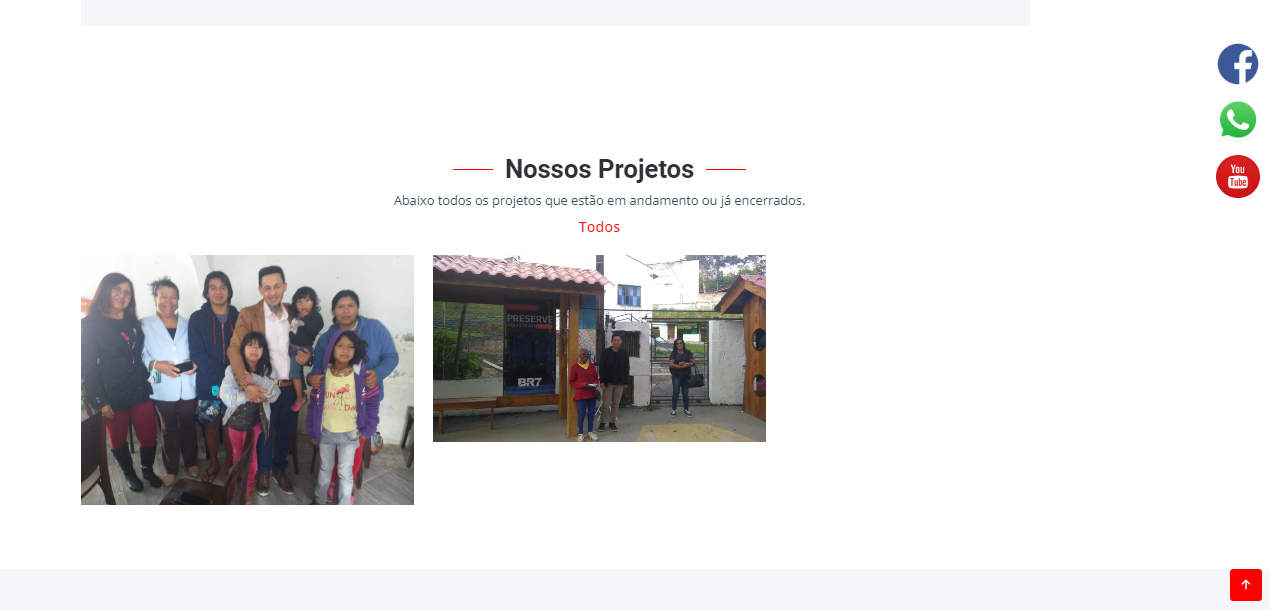 Nossos Projetos
Abaixo todos os projetos que estão em andamento ou já encerrados.
Todos
PRESERVE
BR7
You
Tube